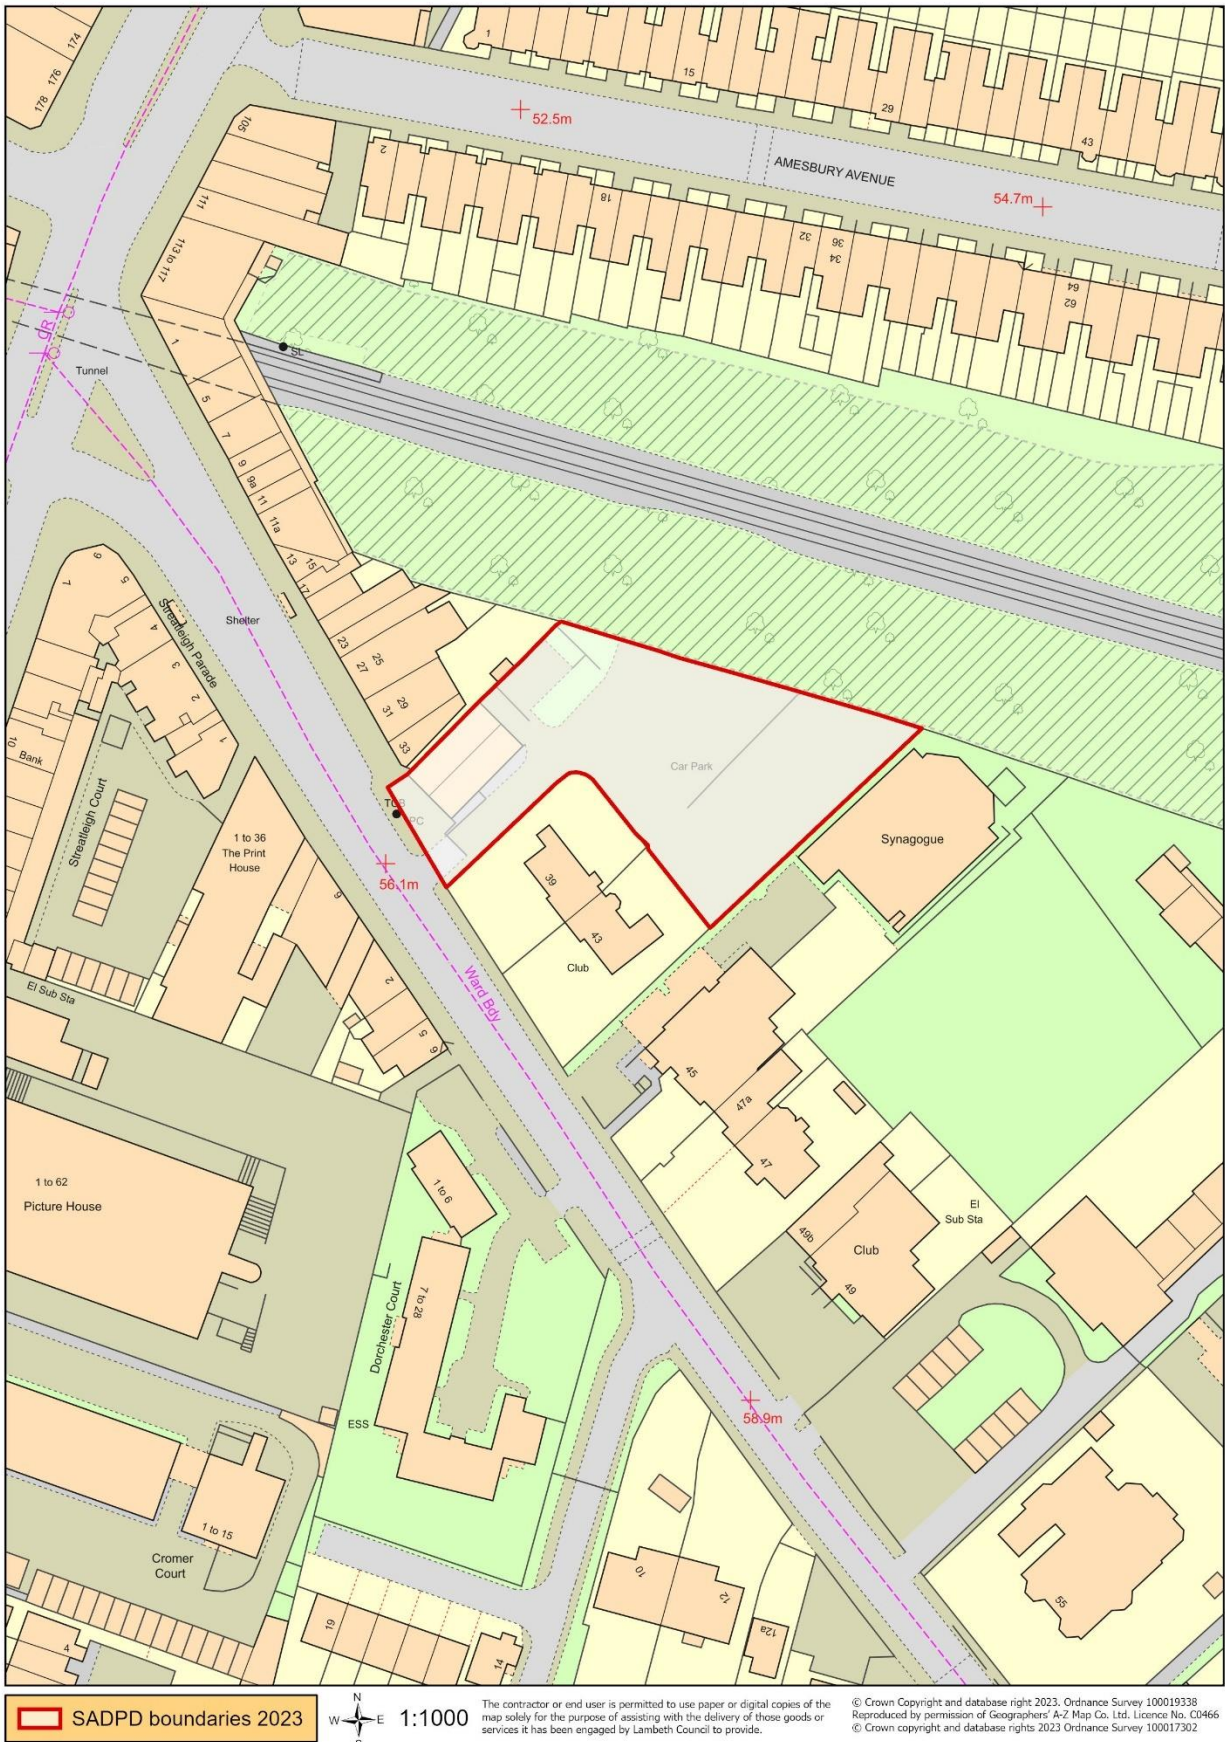 174
176
178
1
15
29
43
52.5m
AMESBURY AVENUE
54.7m
105
2
18
32
34
36
64
62
111
113 to 117
SL
CR
Tunnel
1
5
7
9
9a
11
11a
13
15
17
Shelter
23
25
27
29
31
33
7
6
5
4
3
2
1
Streatleigh Parade
10
Bank
Streatleigh Court
1 to 36
The Print
House
TCB
PC
56.1m
Car Park
Synagogue
39
43
Club
El Sub Sta
9
2
5
6
Ward Bdy
45
47a
47
1 to 62
Picture House
1 to 6
7 to 28
Dorchester Court
ESS
El
Sub Sta
49b
Club
49
58.9m
1 to 15
Cromer
Court
4
19
14
10
12
12a
55
SADPD boundaries 2023
N
W E
S
1:1000
The contractor or end user is permitted to use paper or digital copies of the
map solely for the purpose of assisting with the delivery of those goods or
services it has been engaged by Lambeth Council to provide.
© Crown Copyright and database right 2023. Ordnance Survey 100019338
Reproduced by permission of Geographers' A-Z Map Co. Ltd. Licence No. C0466
© Crown copyright and database rights 2023 Ordnance Survey 100017302